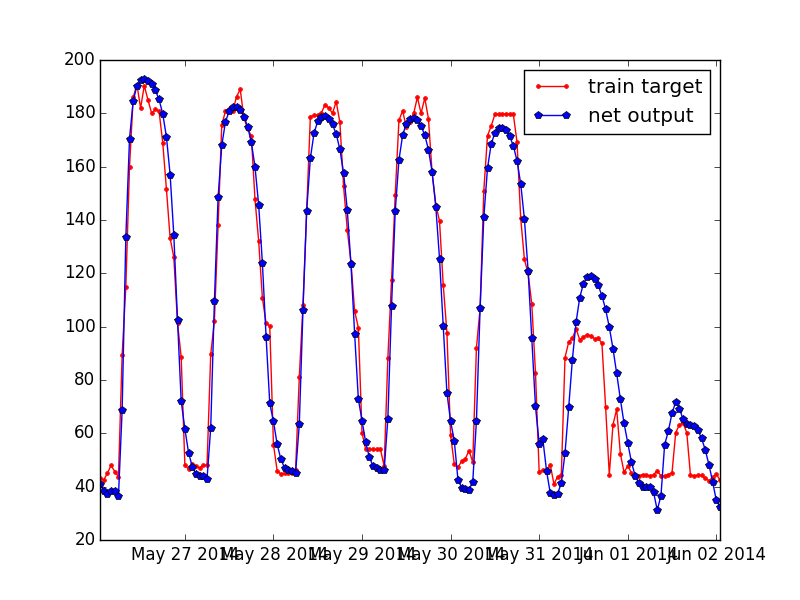 200
180
160
140
120
100
80
60
40
20
train target
net output
May 27 2014
May 28 2014
May 29 2014
May 30 2014
May 31 2014
Jun 01 2014
Jun 02 2014